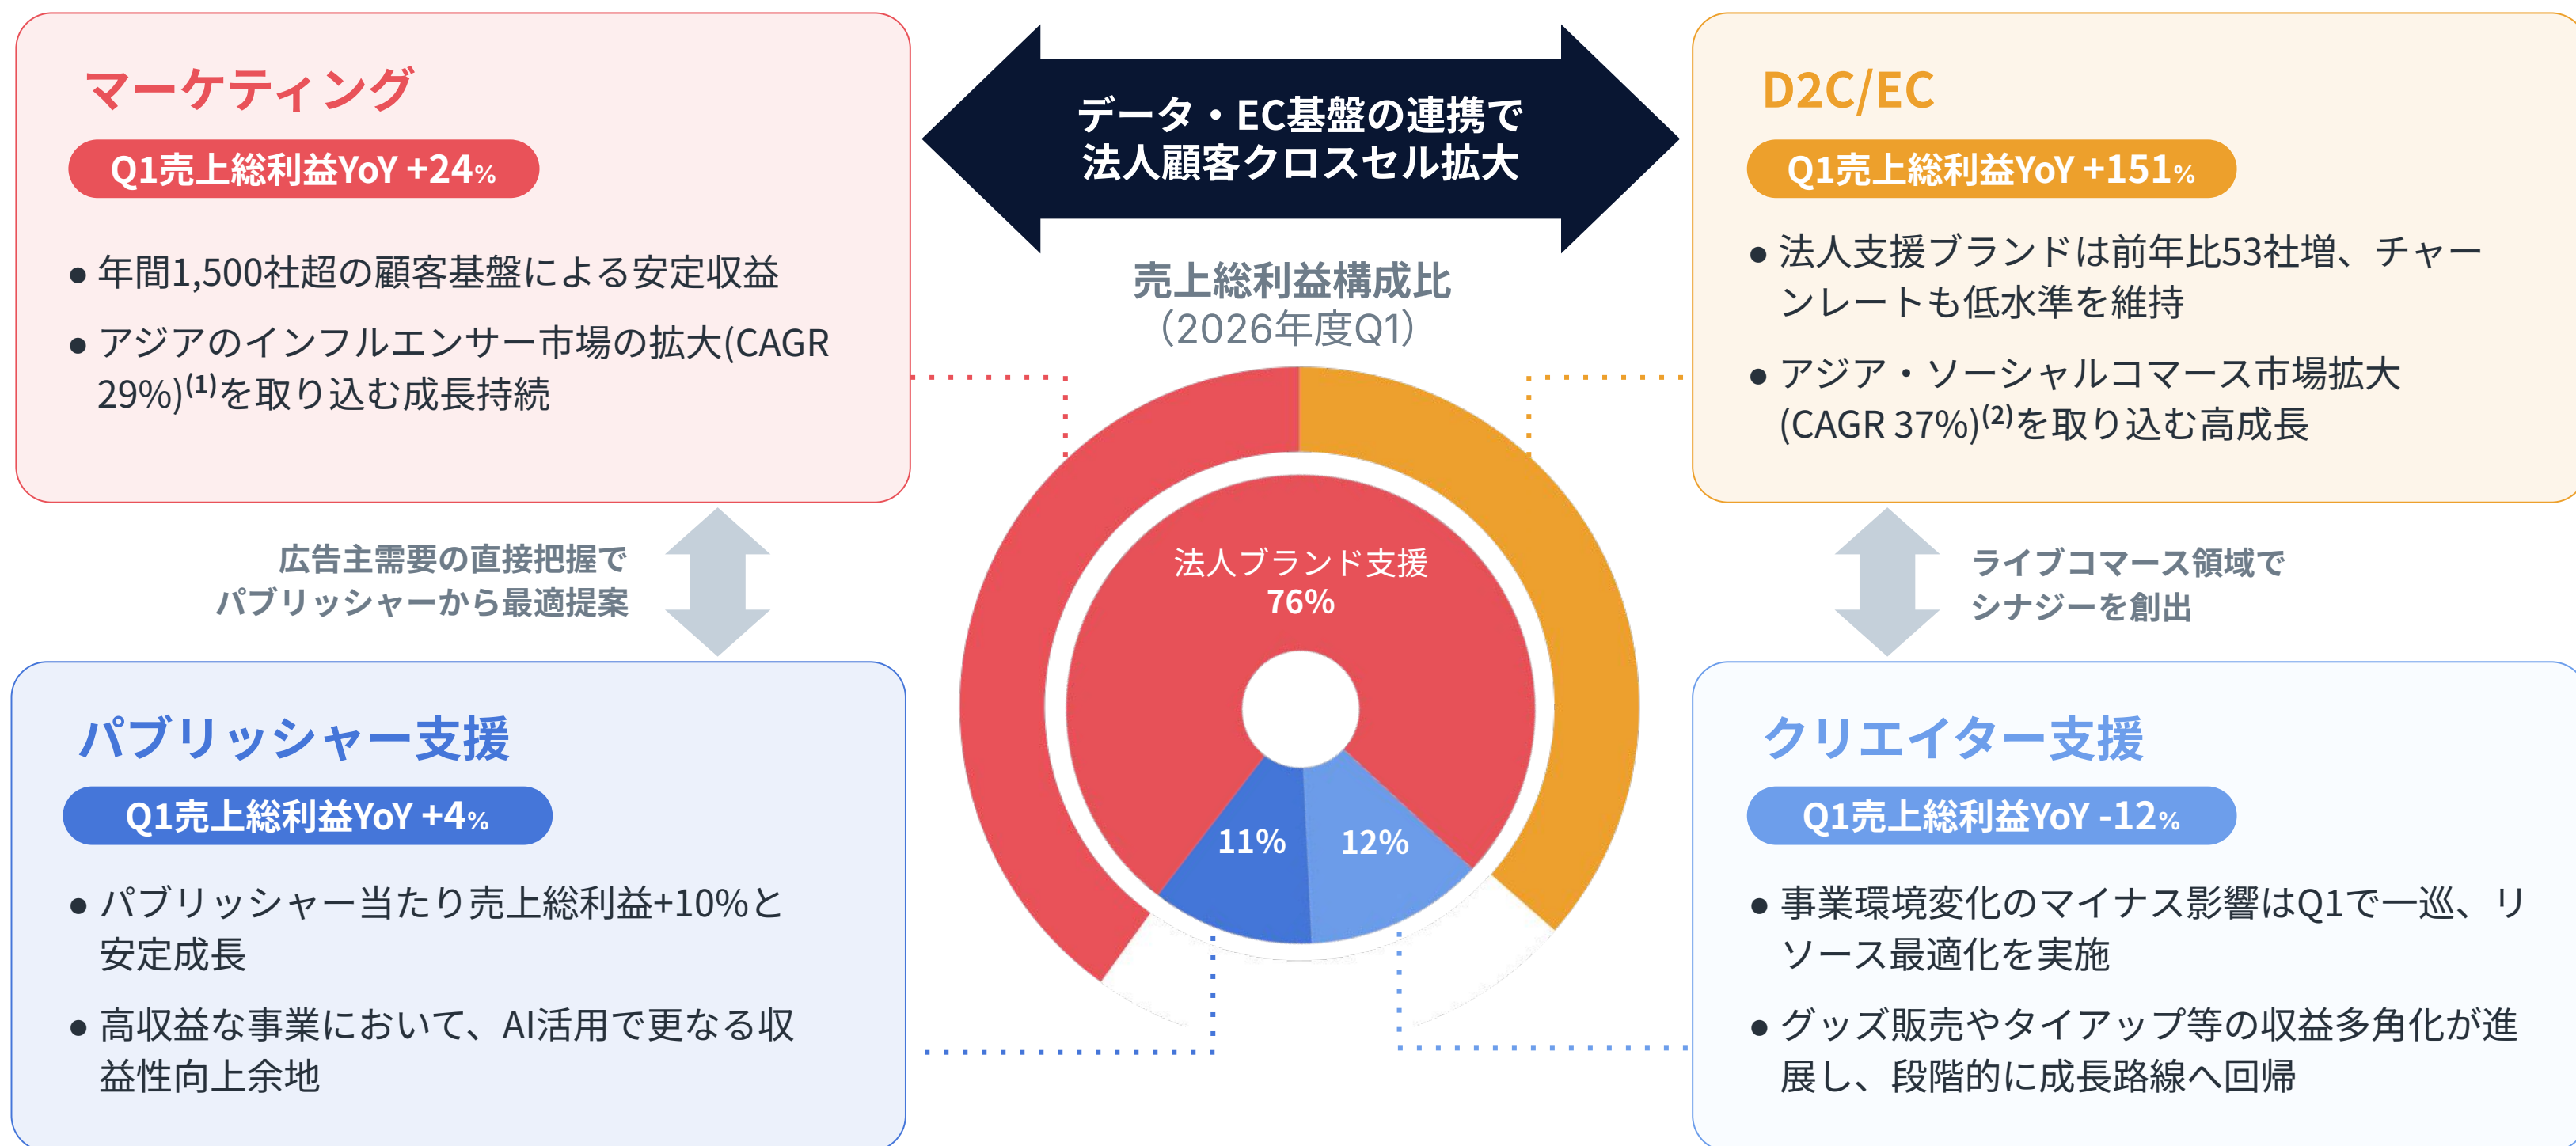 マーケティング
Q1売上総利益YoY +24%
● 年間1,500社超の顧客基盤による安定収益
● アジアのインフルエンサー市場の拡大(CAGR
29%)(1)を取り込む成長持続
データ・EC基盤の連携で
法人顧客クロスセル拡大
D2C/EC
Q1売上総利益YoY +151%
● 法人支援ブランドは前年比53社増、チャー
ンレートも低水準を維持
● アジア・ソーシャルコマース市場拡大
(CAGR 37%)(2)を取り込む高成長
売上総利益構成比
（2026年度Q1）
法人ブランド支援
76%
11%
12%
広告主需要の直接把握で
パブリッシャーから最適提案
ライブコマース領域で
シナジーを創出
パブリッシャー支援
Q1売上総利益YoY +4%
● パブリッシャー当たり売上総利益+10%と
安定成長
● 高収益な事業において、AI活用で更なる収
益性向上余地
クリエイター支援
Q1売上総利益YoY -12%
● 事業環境変化のマイナス影響はQ1で一巡、リ
ソース最適化を実施
● グッズ販売やタイアップ等の収益多角化が進
展し、段階的に成長路線へ回帰